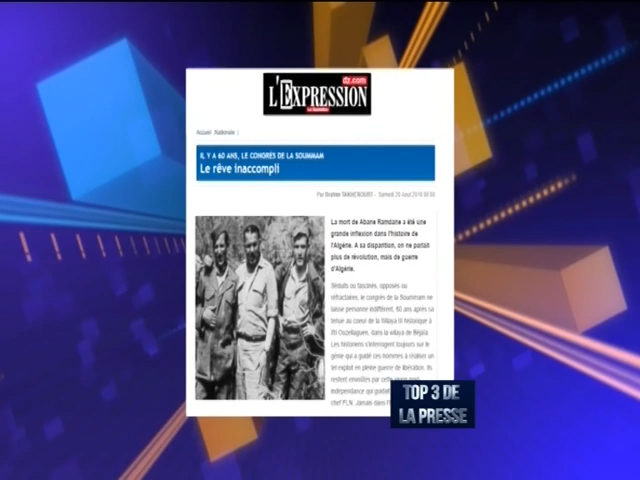 dz.com
L'EXPRESSION
Le Quotidien
Accueil | Nationale |
IL Y A 60 ANS, LE CONGRÈS DE LA SOUMMAM
Le rêve inaccompli
Par Brahim - Samedi 20 Août 2016
La mort de Abane Ramdane a été une
grande inflexion dans l'histoire de
l'Algérie. A sa disparition, on ne parlait
plus de révolution, mais de guerre
d'Algérie.
Séduits ou fascinés, opposés ou
réfractaires, le congrès de la Soummam ne
laisse personne indifférent, 60 ans après sa
tenue au coeur de la Wilaya III historique à
Ifri Ouzellaguen, dans la wilaya de Béjaïa.
Les historiens s'interrogent toujours sur le
génie qui a guidé ces hommes à réaliser un
tel exploit en pleine guerre de libération. Ils
restent envoûtés par cette
indépendance qui guidait
chef FLN. Jamais dans l'
TOP 3 DE
LA PRESSE